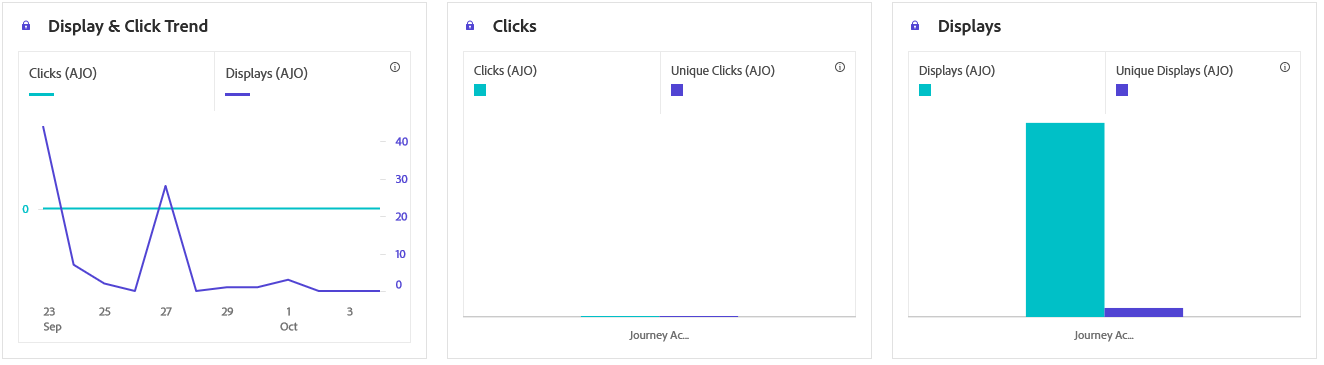 Display & Click Trend
Clicks (AJO)
Displays (AJO)
40
30
0
20
10
0
23 25 27 29 1 3
Sep Oct
Clicks
Clicks (AJO)
Unique Clicks (AJO)
Journey Ac...
Displays
Displays (AJO)
Unique Displays (AJO)
Journey Ac...